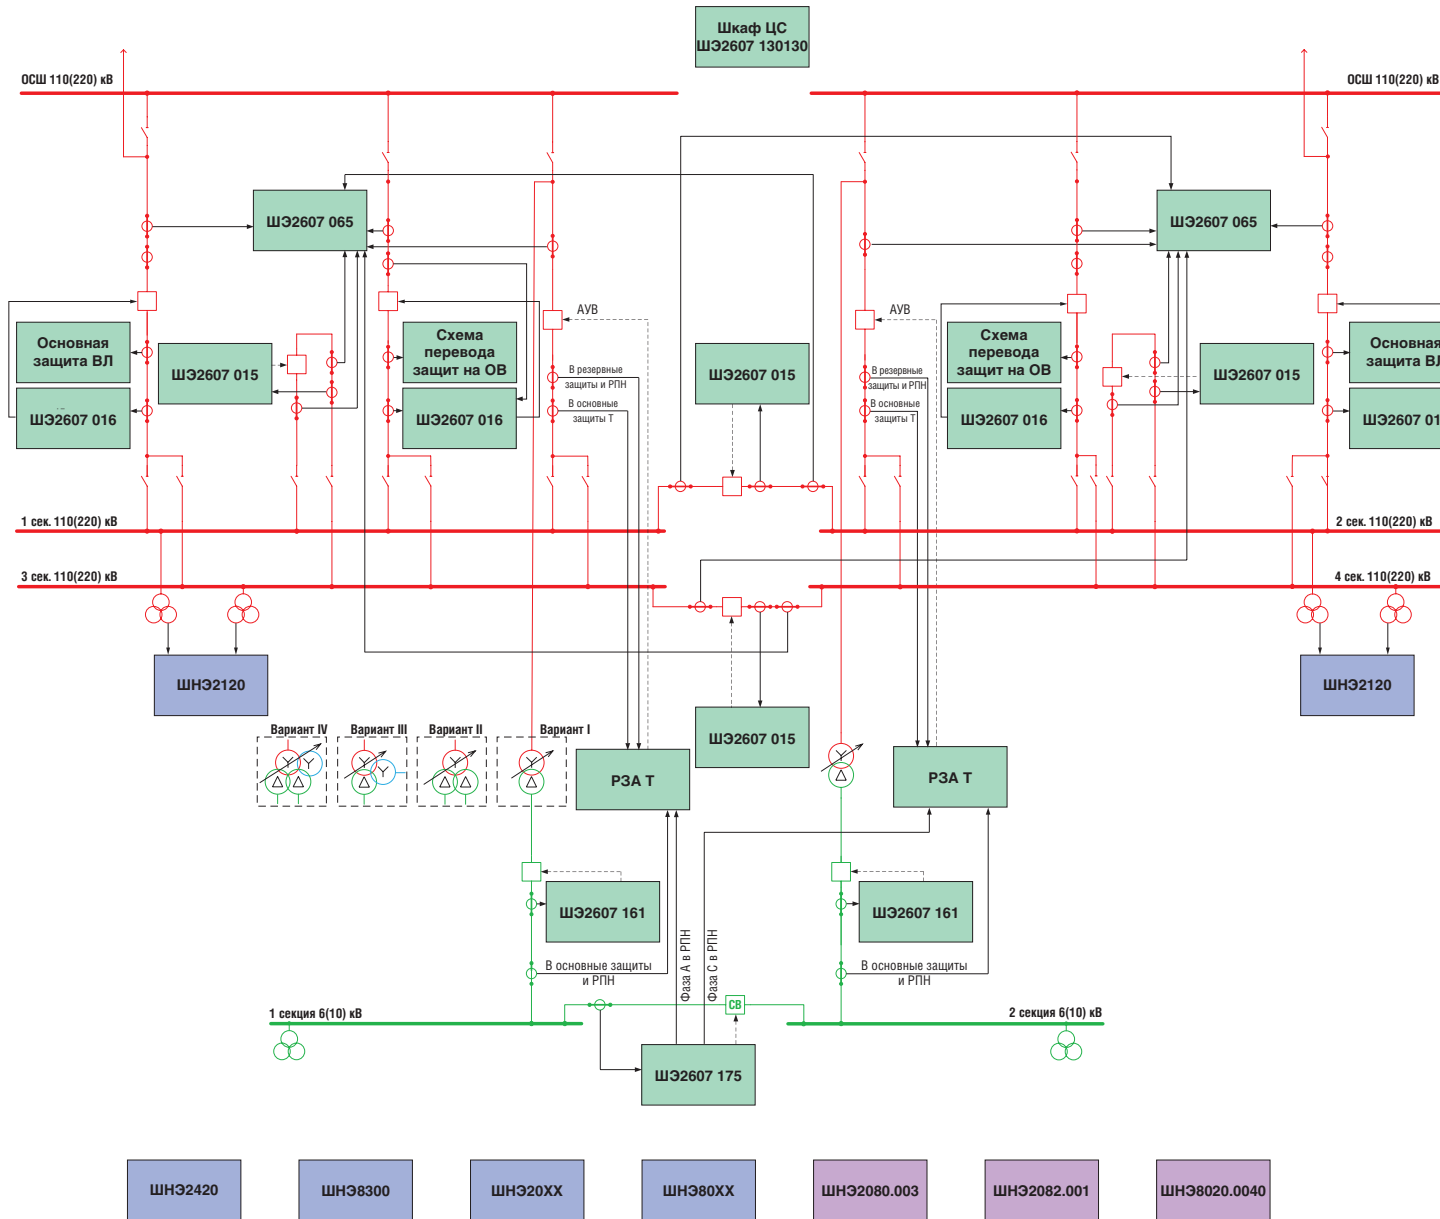 Шкаф ЦС
ШЭ2607 130130
ОСШ 110(220) кВ
ОСШ 110(220) кВ
ШЭ2607 065
ШЭ2607 065
АУВ
АУВ
Основная
защита ВЛ
ШЭ2607 015
Схема
перевода
защит на ОВ
ШЭ2607 015
Схема
перевода
защит на ОВ
ШЭ2607 015
Основная
защита ВЛ
В резервные
защиты и РПН
В основные
защиты Т
В резервные
защиты и РПН
В основные
защиты Т
ШЭ2607 016
ШЭ2607 016
ШЭ2607 016
ШЭ2607 01
1 сек. 110(220) кВ
2 сек. 110(220) кВ
3 сек. 110(220) кВ
4 сек. 110(220) кВ
ШНЭ2120
ШНЭ2120
Вариант IV
Вариант III
Вариант II
Вариант I
ШЭ2607 015
РЗА Т
РЗА Т
ШЭ2607 161
ШЭ2607 161
Фаза А в РПН
Фаза С в РПН
В основные защиты
и РПН
В основные защиты
и РПН
СВ
1 секция 6(10) кВ
2 секция 6(10) кВ
ШЭ2607 175
ШНЭ2420
ШНЭ8300
ШНЭ20ХХ
ШНЭ80ХХ
ШНЭ2080.003
ШНЭ2082.001
ШНЭ8020.0040